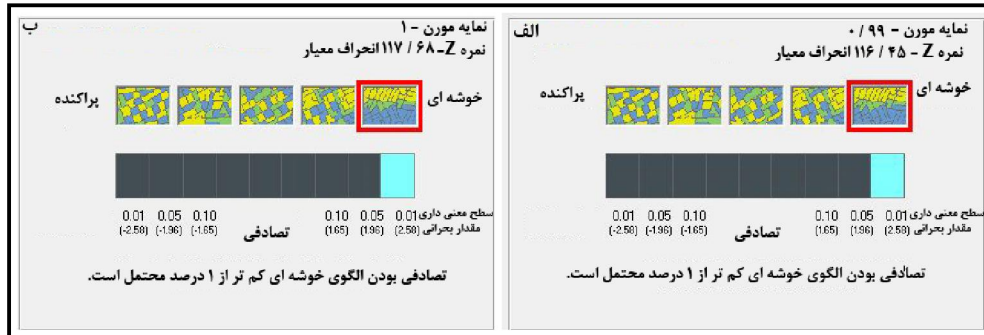 الف
نمایه مورن - ۰ / ۹۹
نمره Z - ۱۱۶ / ۴۵ انحراف معیار
خوشه ای
پراکنده
0.01 0.05 0.10 0.10 0.05 0.01 سطح معنی داری
(-2.58) (-1.96) (-1.65) تصادفی (1.65) (1.96) (2.58) مقدار بحرانی
تصادفی بودن الگوی خوشه ای کم تر از ۱ درصد محتمل است.
ب
نمایه مورن - ۱
نمره Z-۱۱۷ / ۶۸ انحراف معیار
خوشه ای
پراکنده
0.01 0.05 0.10 0.10 0.05 0.01 سطح معنی داری
(-2.58) (-1.96) (-1.65) تصادفی (1.65) (1.96) (2.58) مقدار بحرانی
تصادفی بودن الگوی خوشه ای کم تر از ۱ درصد محتمل است.